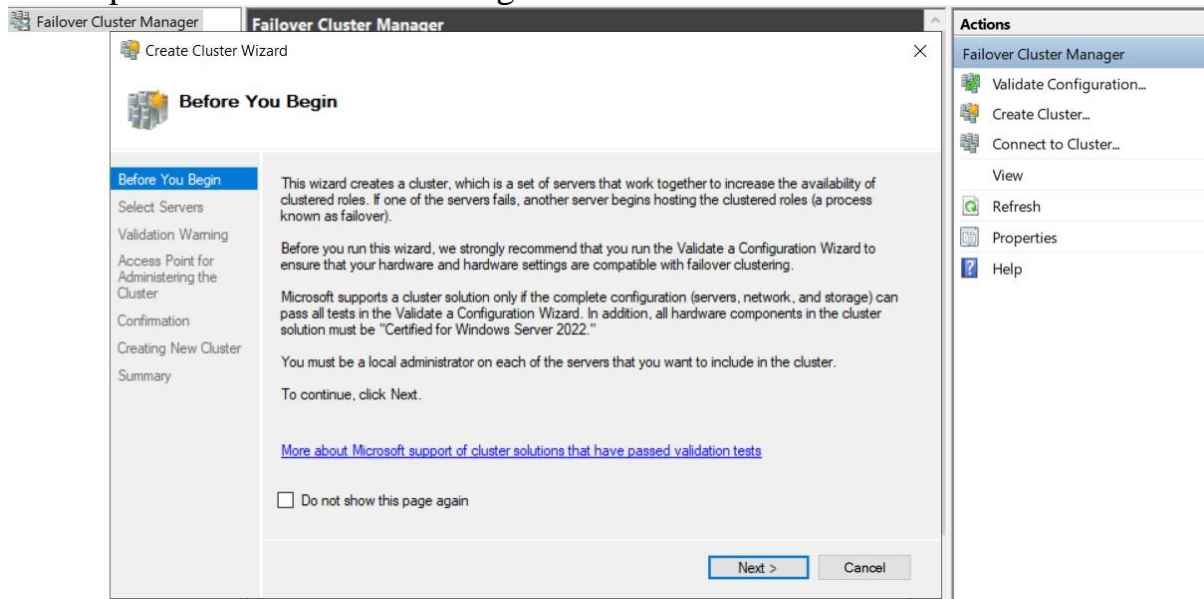 Failover Cluster Manager
Failover Cluster Manager
Create Cluster Wizard
Before You Begin
Before You Begin
Select Servers
Validation Warning
Access Point for
Administering the
Cluster
Confirmation
Creating New Cluster
Summary
This wizard creates a cluster, which is a set of servers that work together to increase the availability of
clustered roles. If one of the servers fails, another server begins hosting the clustered roles (a process
known as failover).
Before you run this wizard, we strongly recommend that you run the Validate a Configuration Wizard to
ensure that your hardware and hardware settings are compatible with failover clustering.
Microsoft supports a cluster solution only if the complete configuration (servers, network, and storage) can
pass all tests in the Validate a Configuration Wizard. In addition, all hardware components in the cluster
solution must be "Certified for Windows Server 2022."
You must be a local administrator on each of the servers that you want to include in the cluster.
To continue, click Next.
More about Microsoft support of cluster solutions that have passed validation tests
Do not show this page again
Next >
Cancel
Actions
Failover Cluster Manager
Validate Configuration...
Create Cluster...
Connect to Cluster...
View
Refresh
Properties
Help